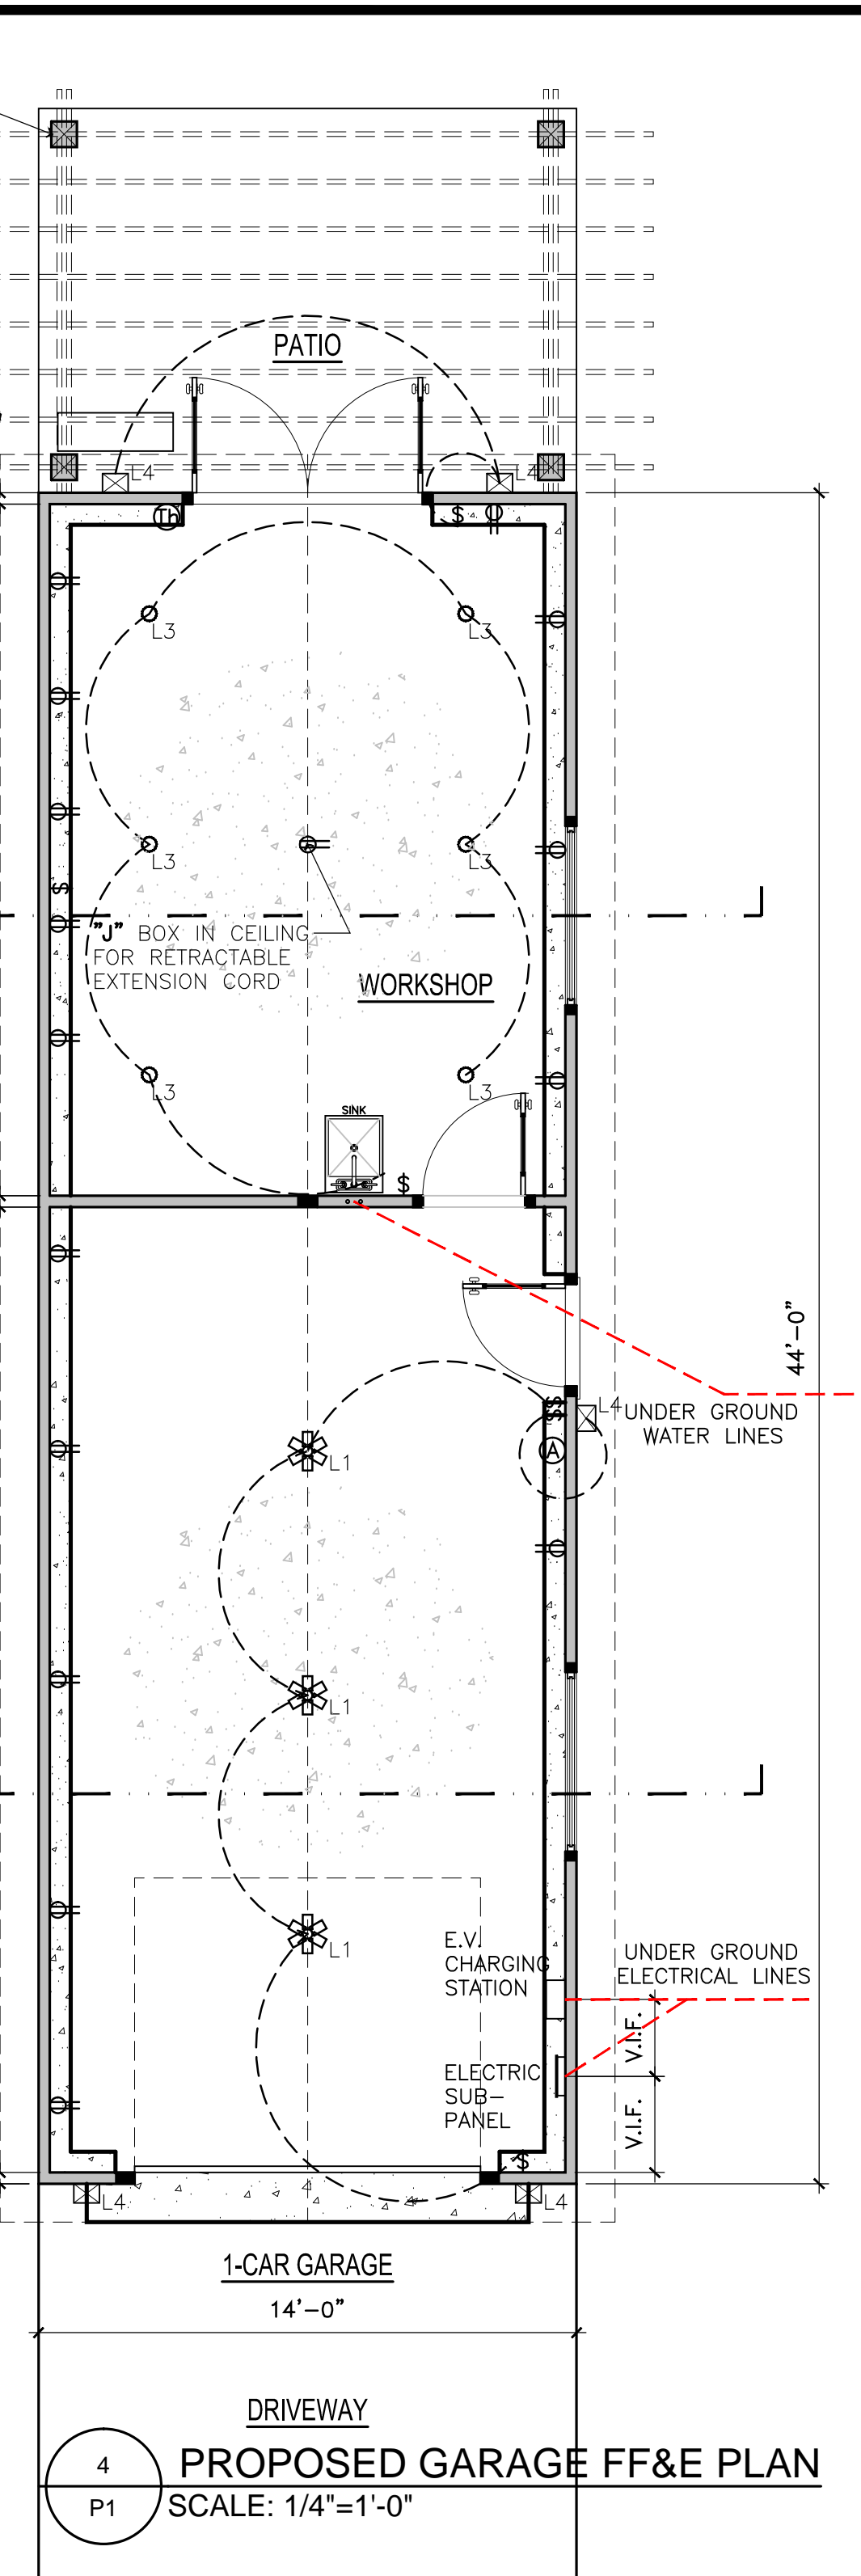 PATIO
L4
L4
Th
$
L3
L3
L3
L3
$
"J" BOX IN CEILING
FOR RETRACTABLE
EXTENSION CORD
WORKSHOP
L3
L3
SINK
$
44'-0"
L4
$$
UNDER GROUND
WATER LINES
A
L1
L1
L1
E.V.
CHARGING
STATION
UNDER GROUND
ELECTRICAL LINES
V.I.F.
ELECTRIC
SUB-
PANEL
V.I.F.
$
L4
L4
1-CAR GARAGE
14'-0"
DRIVEWAY
4
P1
PROPOSED GARAGE FF&E PLAN
SCALE: 1/4"=1'-0"